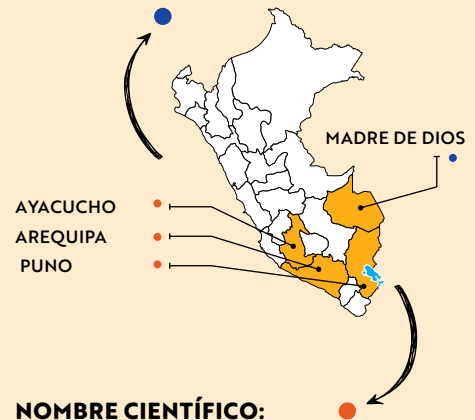 MADRE DE DIOS
AYACUCHO
AREQUIPA
PUNO
NOMBRE CIENTÍFICO: